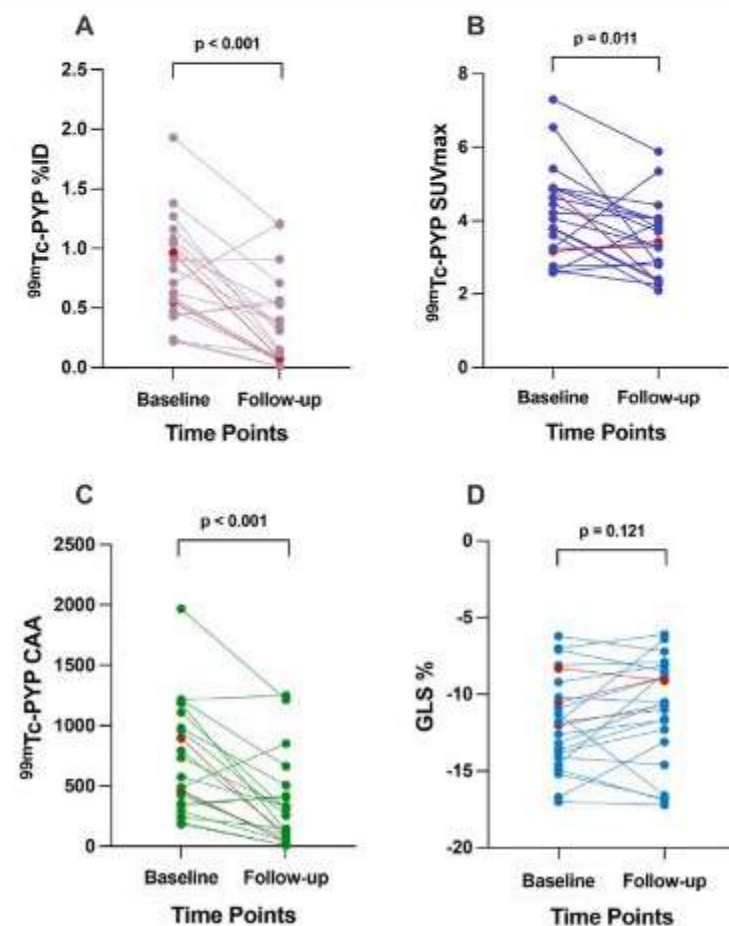 A
p < 0.001
99mTc-PYP %ID
2.5
2.0
1.5
1.0
0.5
0.0
Baseline
Follow-up
Time Points
B
p = 0.011
99mTc-PYP SUVmax
8
6
4
2
0
Baseline
Follow-up
Time Points
C
p < 0.001
99mTc-PYP CAA
2500
2000
1500
1000
500
0
Baseline
Follow-up
Time Points
D
p = 0.121
GLS %
0
-5
-10
-15
-20
Baseline
Follow-up
Time Points